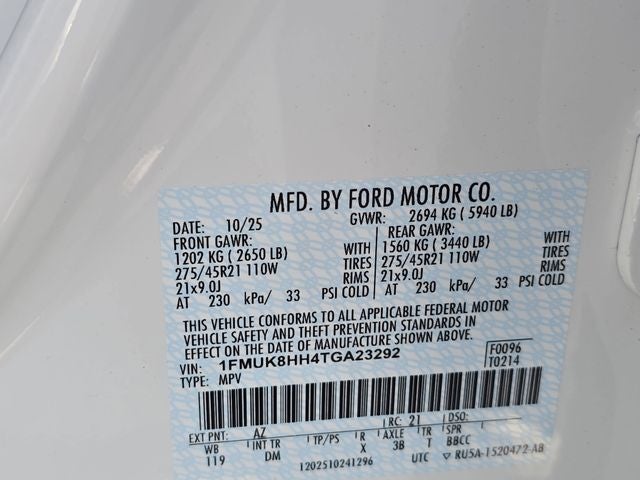 MFD. BY FORD MOTOR CO.
DATE: 10/25 GVWR: 2694 KG ( 5940 LB)
FRONT GAWR: REAR GAWR:
1202 KG ( 2650 LB) WITH 1560 KG ( 3440 LB) WITH
275/45R21 110W TIRES 275/45R21 110W TIRES
21x9.0J RIMS 21x9.0J RIMS
AT 230 kPa/ 33 PSI COLD AT 230 kPa/ 33 PSI COLD
THIS VEHICLE CONFORMS TO ALL APPLICABLE FEDERAL MOTOR
VEHICLE SAFETY AND THEFT PREVENTION STANDARDS IN
EFFECT ON THE DATE OF MANUFACTURE SHOWN ABOVE.
VIN: 1FMUK8HH4TGA23292 F0096
TYPE: MPV T0214
EXT PNT: AZ RC: 21 DSO:
WB INT TR TP/PS R AXLE TR SPR
119 DM X 3B T BBCC
1202510241296 UTC RU5A-1520472-AB